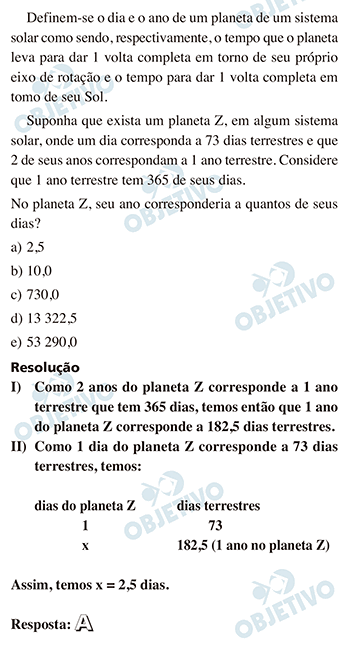 OBJETIVO
Definem-se o dia e o ano de um planeta de um sistema
solar como sendo, respectivamente, o tempo que o planeta
leva para dar 1 volta completa em torno de seu próprio
eixo de rotação e o tempo para dar 1 volta completa em
tomo de seu Sol.
OBJETIVO
Suponha que exista um planeta Z, em algum sistema
solar, onde um dia corresponda a 73 dias terrestres e que
2 de seus anos correspondam a 1 ano terrestre. Considere
que 1 ano terrestre tem 365 de seus dias.
No planeta Z, seu ano corresponderia a quantos de seus
dias?
OBJETIVO
a) 2,5
b) 10,0
c) 730,0
d) 13 322,5
e) 53 290,0
OBJETIVO
Resolução
I) Como 2 anos do planeta Z corresponde a 1 ano
terrestre que tem 365 dias, temos então que 1 ano
do planeta Z corresponde a 182,5 dias terrestres.
II) Como 1 dia do planeta Z corresponde a 73 dias
terrestres, temos:
dias do planeta Z dias terrestres
1 73
x 182,5 (1 ano no planeta Z)
OBJETIVO
Assim, temos x = 2,5 dias.
Resposta: A
OBJETIVO